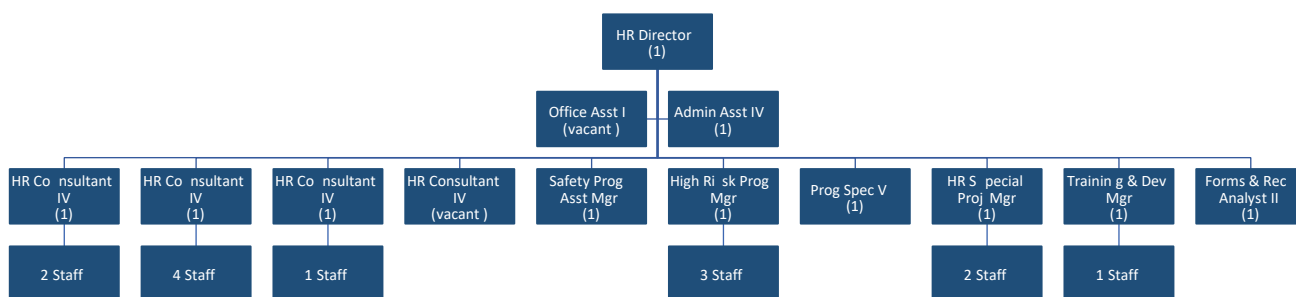 HR Director
(1)
Office Asst I
(vacant )
Admin Asst IV
(1)
HR Co nsultant
IV
(1)
HR Co nsultant
IV
(1)
HR Co nsultant
IV
(1)
HR Consultant
IV
(vacant )
Safety Prog
Asst Mgr
(1)
High Ri sk Prog
Mgr
(1)
Prog Spec V
(1)
HR S pecial
Proj Mgr
(1)
Trainin g & Dev
Mgr
(1)
Forms & Rec
Analyst II
(1)
2 Staff
4 Staff
1 Staff
3 Staff
2 Staff
1 Staff